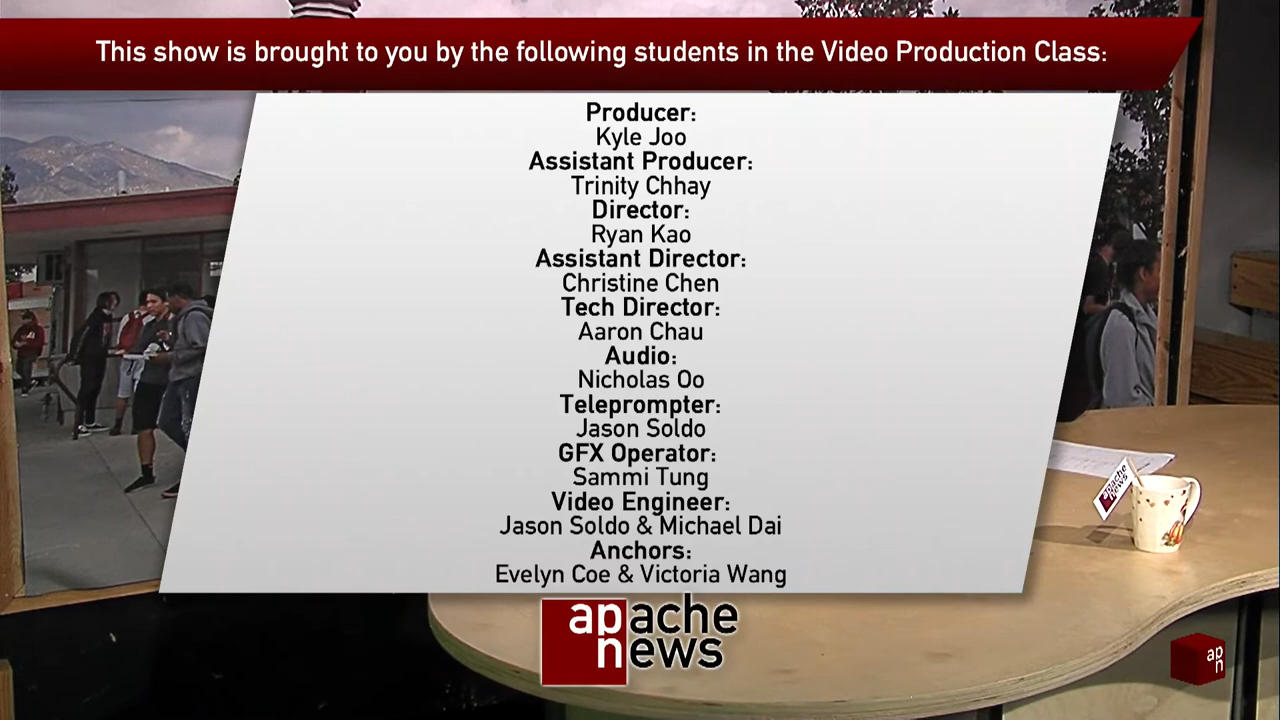 This show is brought to you by the following students in the Video Production Class:
Producer:
Kyle Joo
Assistant Producer:
Trinity Chhay
Director:
Ryan Kao
Assistant Director:
Christine Chen
Tech Director:
Aaron Chau
Audio:
Nicholas Oo
Teleprompter:
Jason Soldo
GFX Operator:
Sammi Tung
Video Engineer:
Jason Soldo & Michael Dai
Anchors:
Evelyn Coe & Victoria Wang
apache
news
apache
news
ap
n